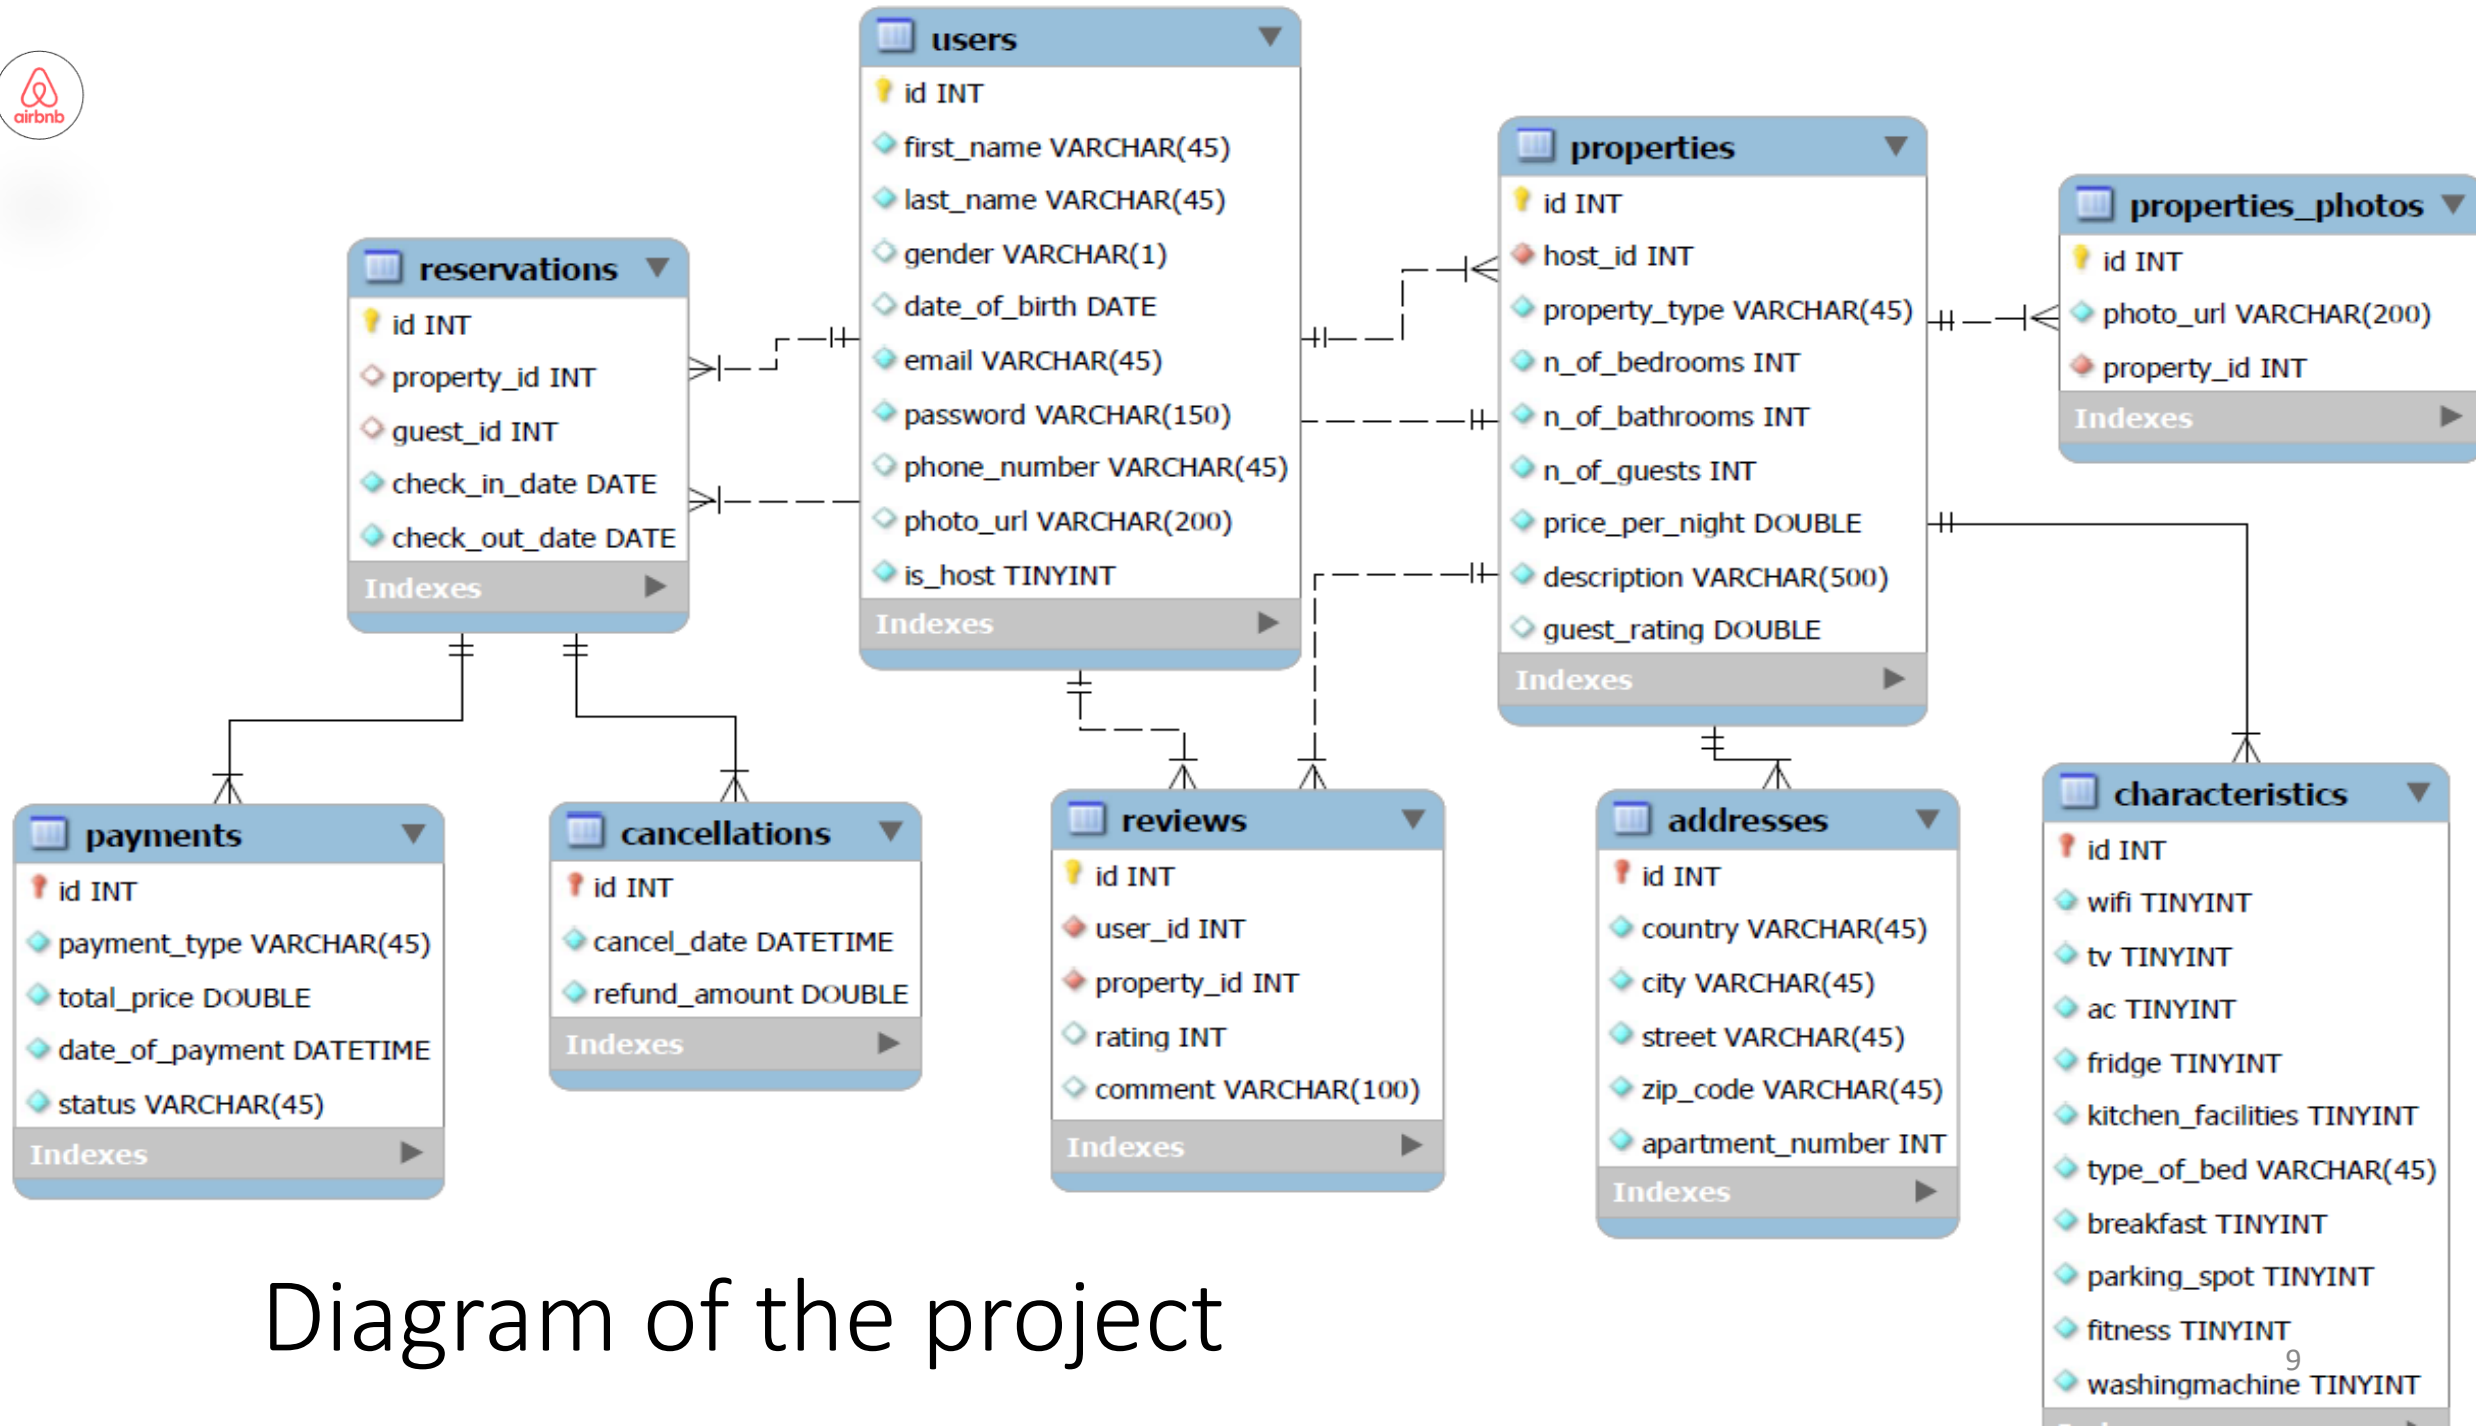 airbnb
users
id INT
first_name VARCHAR(45)
last_name VARCHAR(45)
gender VARCHAR(1)
date_of_birth DATE
email VARCHAR(45)
password VARCHAR(150)
phone_number VARCHAR(45)
photo_url VARCHAR(200)
is_host TINYINT
Indexes
properties
id INT
host_id INT
property_type VARCHAR(45)
n_of_bedrooms INT
n_of_bathrooms INT
n_of_guests INT
price_per_night DOUBLE
description VARCHAR(500)
guest_rating DOUBLE
Indexes
properties_photos
id INT
photo_url VARCHAR(200)
property_id INT
Indexes
reservations
id INT
property_id INT
guest_id INT
check_in_date DATE
check_out_date DATE
Indexes
payments
id INT
payment_type VARCHAR(45)
total_price DOUBLE
date_of_payment DATETIME
status VARCHAR(45)
Indexes
cancellations
id INT
cancel_date DATETIME
refund_amount DOUBLE
Indexes
reviews
id INT
user_id INT
property_id INT
rating INT
comment VARCHAR(100)
Indexes
addresses
id INT
country VARCHAR(45)
city VARCHAR(45)
street VARCHAR(45)
zip_code VARCHAR(45)
apartment_number INT
Indexes
characteristics
id INT
wifi TINYINT
tv TINYINT
ac TINYINT
fridge TINYINT
kitchen_facilities TINYINT
type_of_bed VARCHAR(45)
breakfast TINYINT
parking_spot TINYINT
fitness TINYINT
washingmachine TINYINT
Diagram of the project
9